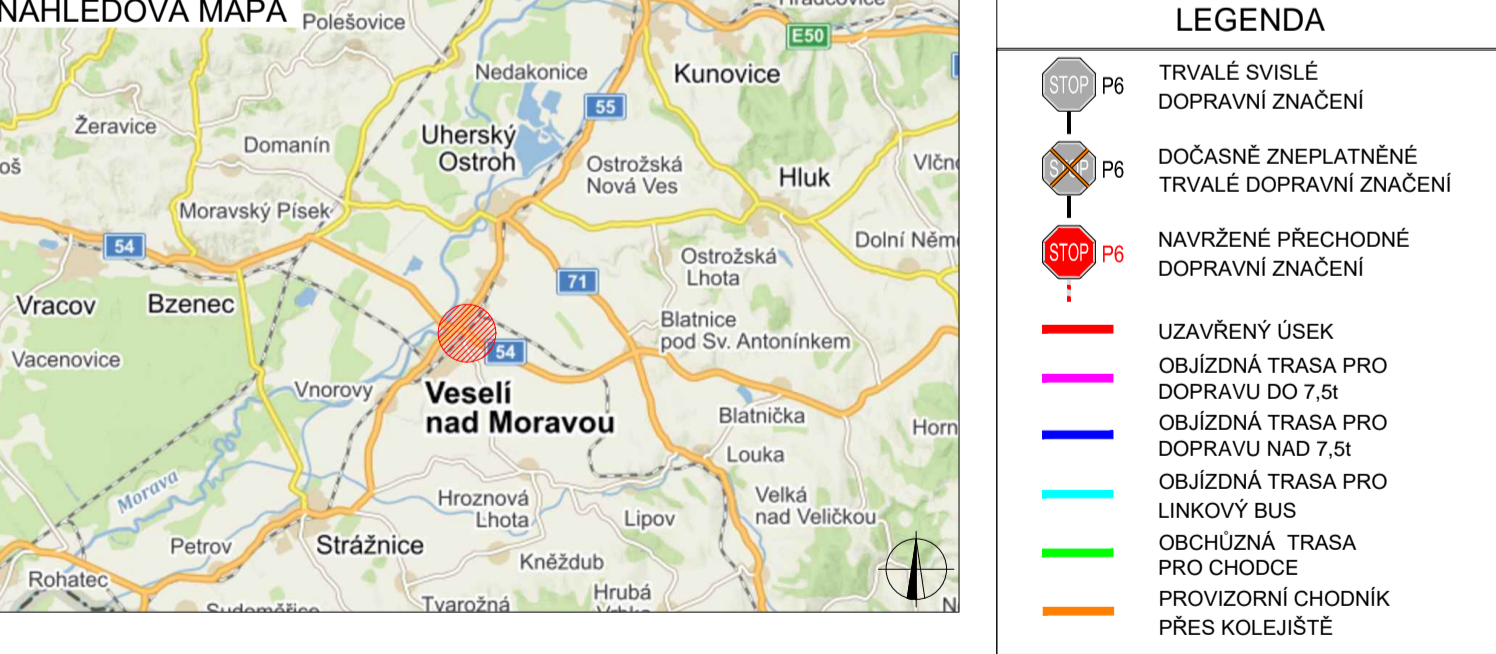 NÁHLEDOVÁ MAPA
Polešovice
E50
Nedakonice
Kunovice
55
Žeravice
Uherský
Ostroh
Domanín
Ostrožská
Nová Ves
Hluk
Moravský Písek
54
Dolní Něm
Ostrožská
Lhota
71
Vracov
Bzenec
Blatnice
pod Sv. Antonínkem
54
Vacenovice
Vnorovy
Veselí
nad Moravou
Blatnička
Horn
Louka
Morava
Hroznová
Lhota
Velká
nad Veličkou
Lipov
Petrov
Strážnice
Kněždub
Rohatec
Hrubá
Tvarožná
LEGENDA
STOP P6
TRVALÉ SVISLÉ
DOPRAVNÍ ZNAČENÍ
P6
DOČASNĚ ZNEPLATNĚNÉ
TRVALÉ DOPRAVNÍ ZNAČENÍ
STOP P6
NAVRŽENÉ PŘECHODNÉ
DOPRAVNÍ ZNAČENÍ
UZAVŘENÝ ÚSEK
OBJÍZDNÁ TRASA PRO
DOPRAVU DO 7,5t
OBJÍZDNÁ TRASA PRO
DOPRAVU NAD 7,5t
OBJÍZDNÁ TRASA PRO
LINKOVÝ BUS
OBCHŮZNÁ TRASA
PRO CHODCE
PROVIZORNÍ CHODNÍK
PŘES KOLEJIŠTĚ